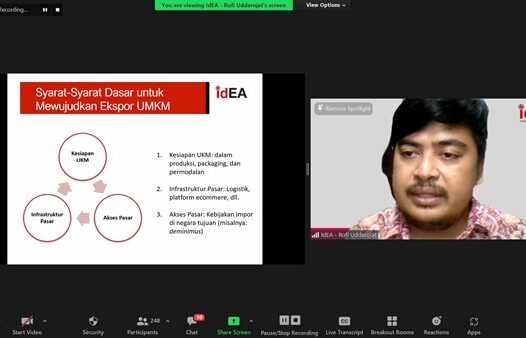 Recording...
You are viewing IdEA - Rofi Uddarojat's screen
View Options
Syarat-Syarat Dasar untuk
Mewujudkan Ekspor UMKM
idEA
Kesiapan
UKM
Infrastruktur
Pasar
Akses Pasar
1. Kesiapan UKM: dalam
produksi, packaging, dan
permodalan
2. Infrastruktur Pasar: Logistik,
platform ecommere, dll.
3. Akses Pasar: Kebijakan impor
di negara tujuan (misalnya:
deminimus)
Remove Spotlight
IdEA - Rofi Uddarojat
Start Video
Security
Participants
248
Chat
10
Share Screen
Pause/Stop Recording
Live Transcript
CC
Breakout Rooms
Reactions
Apps